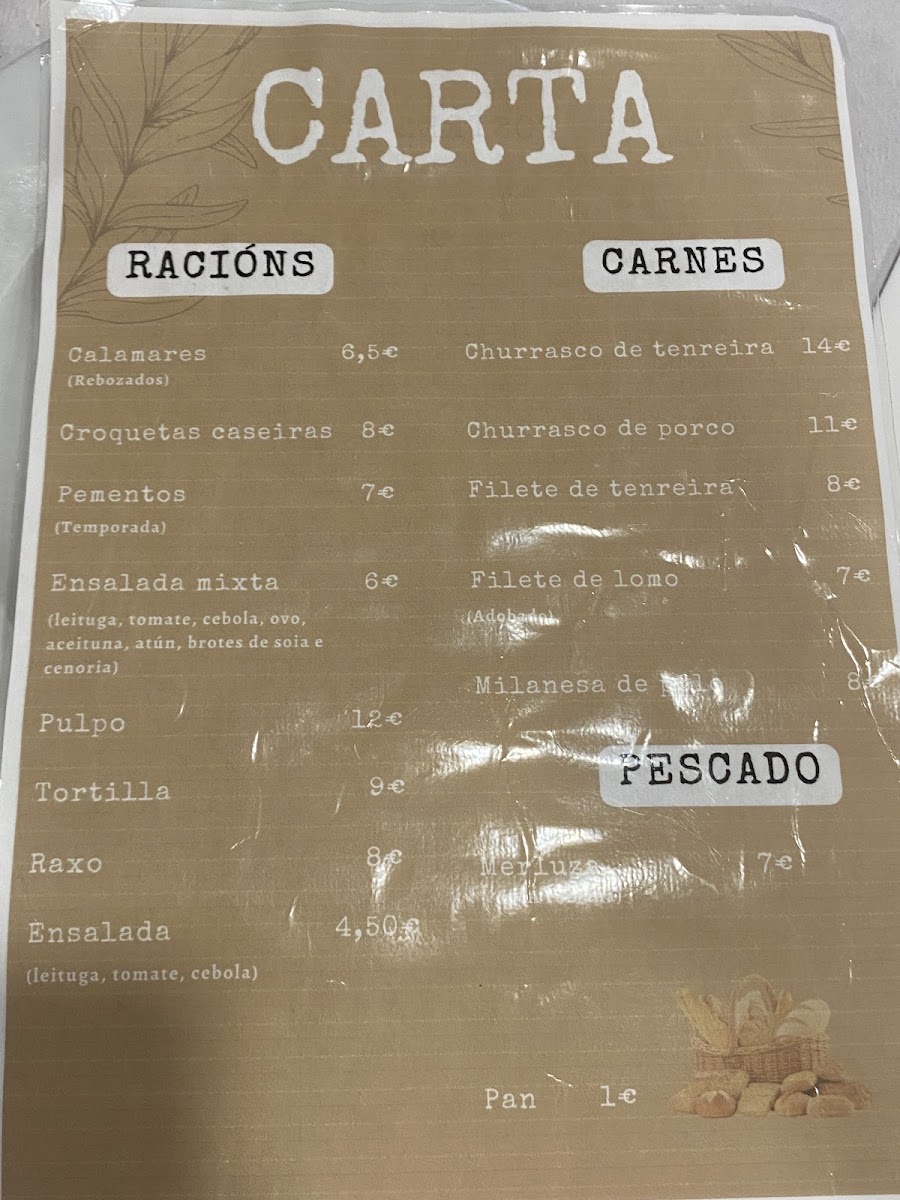 CARTA
RACIÓNS
Calamares 6,5€
(Rebozados)
Croquetas caseiras 8€
Pementos 7€
(Temporada)
Ensalada mixta 6€
(leituga, tomate, cebola, ovo,
aceituna, atún, brotes de soia e
cenoria)
Pulpo 12€
Tortilla 9€
Raxo 8€
Ensalada 4,50€
(leituga, tomate, cebola)
CARNES
Churrasco de tenreira 14€
Churrasco de porco 11€
Filete de tenreira 8€
Filete de lomo 7€
(Adobado)
Milanesa de 8
PESCADO
Merluza 7€
Pan 1€